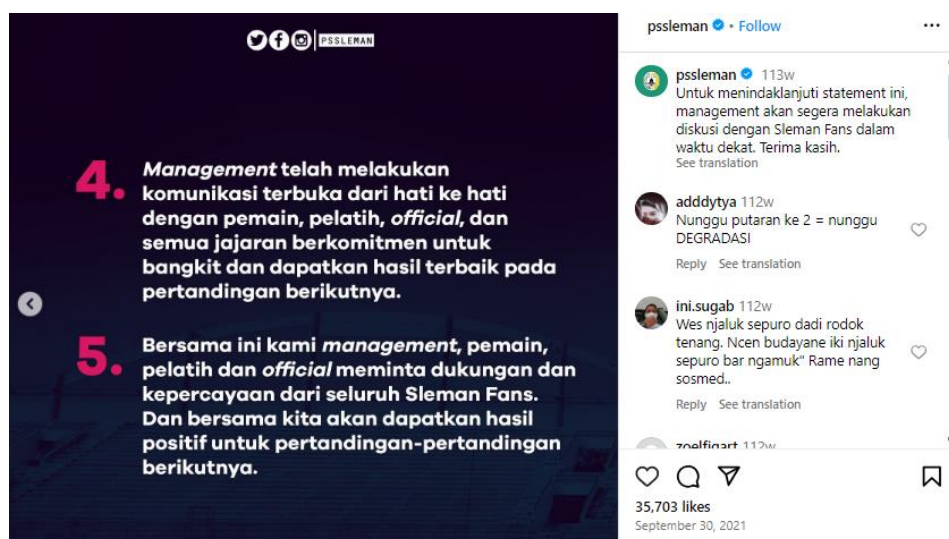 PSSLEMAN
4. Management telah melakukan
komunikasi terbuka dari hati ke hati
dengan pemain, pelatih, official, dan
semua jajaran berkomitmen untuk
bangkit dan dapatkan hasil terbaik pada
pertandingan berikutnya.
5. Bersama ini kami management, pemain,
pelatih dan official meminta dukungan dan
kepercayaan dari seluruh Sleman Fans.
Dan bersama kita akan dapatkan hasil
positif untuk pertandingan-pertandingan
berikutnya.
pssleman • Follow
pssleman 113w
Untuk menindaklanjuti statement ini,
management akan segera melakukan
diskusi dengan Sleman Fans dalam
waktu dekat. Terima kasih.
See translation
adddytya 112w
Nunggu putaran ke 2 = nunggu
DEGRADASI
Reply See translation
ini.sugab 112w
Wes njaluk sepuro dadi rodok
tenang. Ncen budayane iki njaluk
sepuro bar ngamuk" Rame nang
sosmed..
Reply See translation
zoelfigart 112w
35,703 likes
September 30, 2021